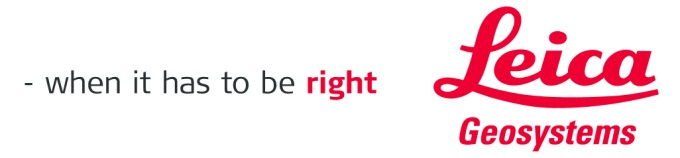 - when it has to be right
Leica
Geosystems